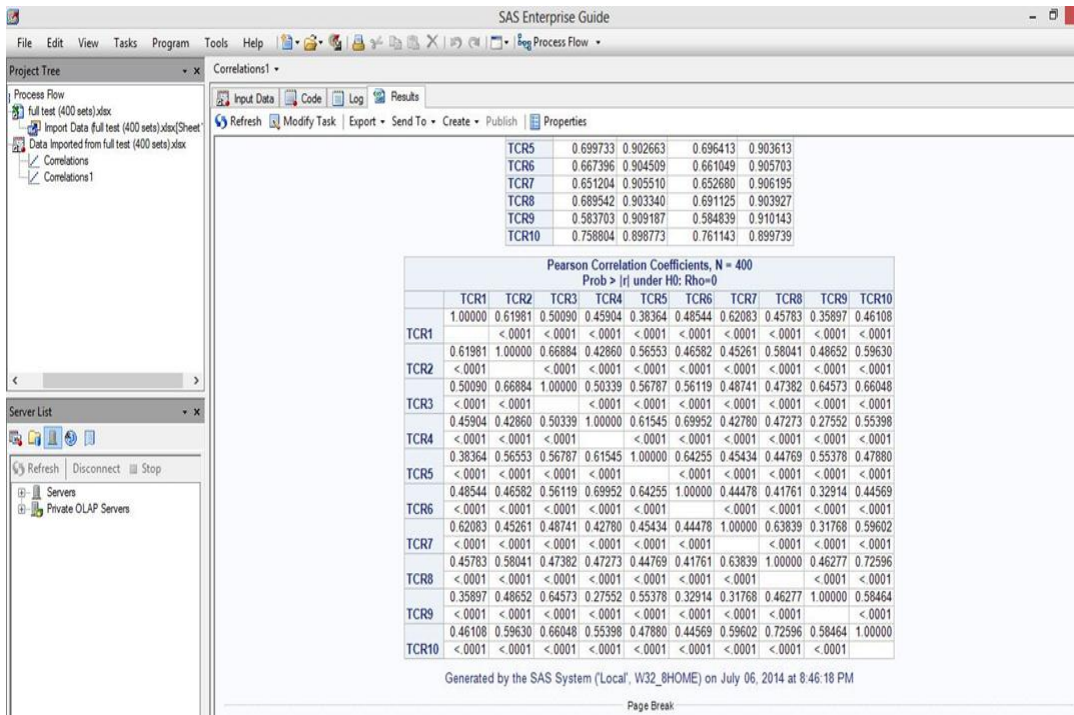 SAS Enterprise Guide
File Edit View Tasks Program Tools Help Process Flow
Project Tree
Process Flow
full test (400 sets).xlsx
Import Data (full test (400 sets).xlsx[Sheet
Data Imported from full test (400 sets).xlsx
Correlations
Correlations1
Server List
Refresh Disconnect Stop
Servers
Private OLAP Servers
Correlations1
Input Data Code Log Results
Refresh Modify Task Export Send To Create Publish Properties
TCR5 0.699733 0.902663 0.696413 0.903613
TCR6 0.667396 0.904509 0.661049 0.905703
TCR7 0.651204 0.905510 0.652680 0.906195
TCR8 0.689542 0.903340 0.691125 0.903927
TCR9 0.583703 0.909187 0.584839 0.910143
TCR10 0.758804 0.898773 0.761143 0.899739
Pearson Correlation Coefficients, N = 400
Prob > |r| under H0: Rho=0
TCR1 TCR2 TCR3 TCR4 TCR5 TCR6 TCR7 TCR8 TCR9 TCR10
1.00000 0.61981 0.50090 0.45904 0.38364 0.48544 0.62083 0.45783 0.35897 0.46108
TCR1 <.0001 <.0001 <.0001 <.0001 <.0001 <.0001 <.0001 <.0001 <.0001
0.61981 1.00000 0.66884 0.42860 0.56553 0.46582 0.45261 0.58041 0.48652 0.59630
TCR2 <.0001 <.0001 <.0001 <.0001 <.0001 <.0001 <.0001 <.0001 <.0001
0.50090 0.66884 1.00000 0.50339 0.56787 0.56119 0.48741 0.47382 0.64573 0.66048
TCR3 <.0001 <.0001 <.0001 <.0001 <.0001 <.0001 <.0001 <.0001 <.0001
0.45904 0.42860 0.50339 1.00000 0.61545 0.69952 0.42780 0.47273 0.27552 0.55398
TCR4 <.0001 <.0001 <.0001 <.0001 <.0001 <.0001 <.0001 <.0001 <.0001
0.38364 0.56553 0.56787 0.61545 1.00000 0.64255 0.45434 0.44769 0.55378 0.47880
TCR5 <.0001 <.0001 <.0001 <.0001 <.0001 <.0001 <.0001 <.0001 <.0001
0.48544 0.46582 0.56119 0.69952 0.64255 1.00000 0.44478 0.41761 0.32914 0.44569
TCR6 <.0001 <.0001 <.0001 <.0001 <.0001 <.0001 <.0001 <.0001 <.0001
0.62083 0.45261 0.48741 0.42780 0.45434 0.44478 1.00000 0.63839 0.31768 0.59602
TCR7 <.0001 <.0001 <.0001 <.0001 <.0001 <.0001 <.0001 <.0001 <.0001
0.45783 0.58041 0.47382 0.47273 0.44769 0.41761 0.63839 1.00000 0.46277 0.72596
TCR8 <.0001 <.0001 <.0001 <.0001 <.0001 <.0001 <.0001 <.0001 <.0001
0.35897 0.48652 0.64573 0.27552 0.55378 0.32914 0.31768 0.46277 1.00000 0.58464
TCR9 <.0001 <.0001 <.0001 <.0001 <.0001 <.0001 <.0001 <.0001 <.0001
0.46108 0.59630 0.66048 0.55398 0.47880 0.44569 0.59602 0.72596 0.58464 1.00000
TCR10 <.0001 <.0001 <.0001 <.0001 <.0001 <.0001 <.0001 <.0001 <.0001
Generated by the SAS System ('Local', W32_8HOME) on July 06, 2014 at 8:46:18 PM
Page Break